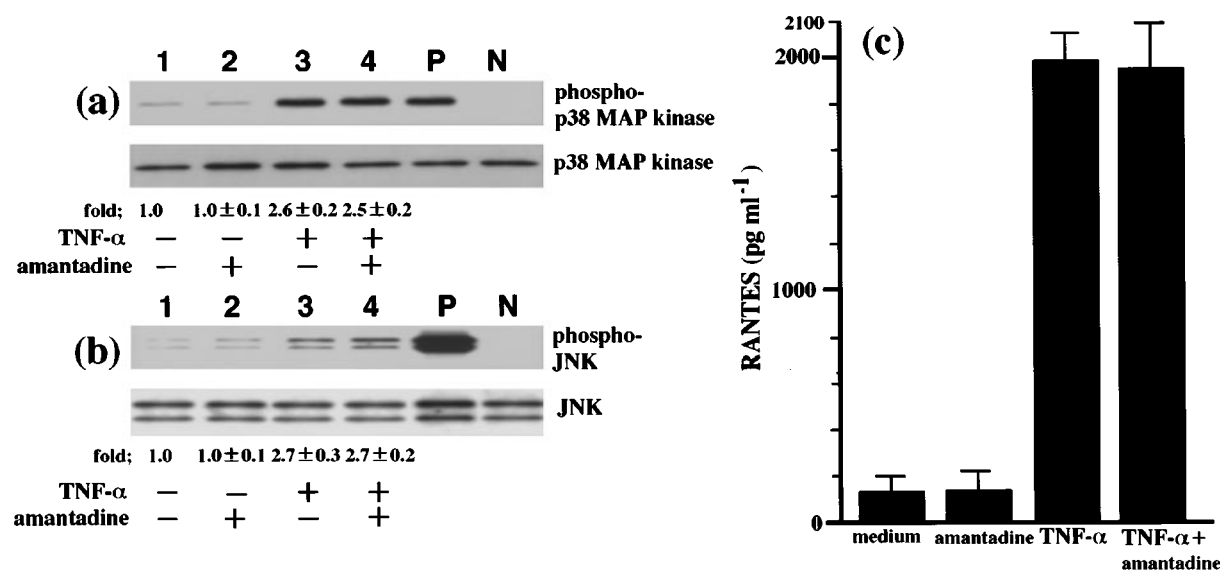 (a)
1 2 3 4 P N
phospho-
p38 MAP kinase
p38 MAP kinase
fold; 1.0 1.0±0.1 2.6±0.2 2.5±0.2
TNF-α − − + +
amantadine − + − +
(b)
1 2 3 4 P N
phospho-
JNK
JNK
fold; 1.0 1.0±0.1 2.7±0.3 2.7±0.2
TNF-α − − + +
amantadine − + − +
(c)
RANTES (pg ml⁻¹)
2100
2000
1000
0
medium amantadine TNF-α TNF-α+
amantadine